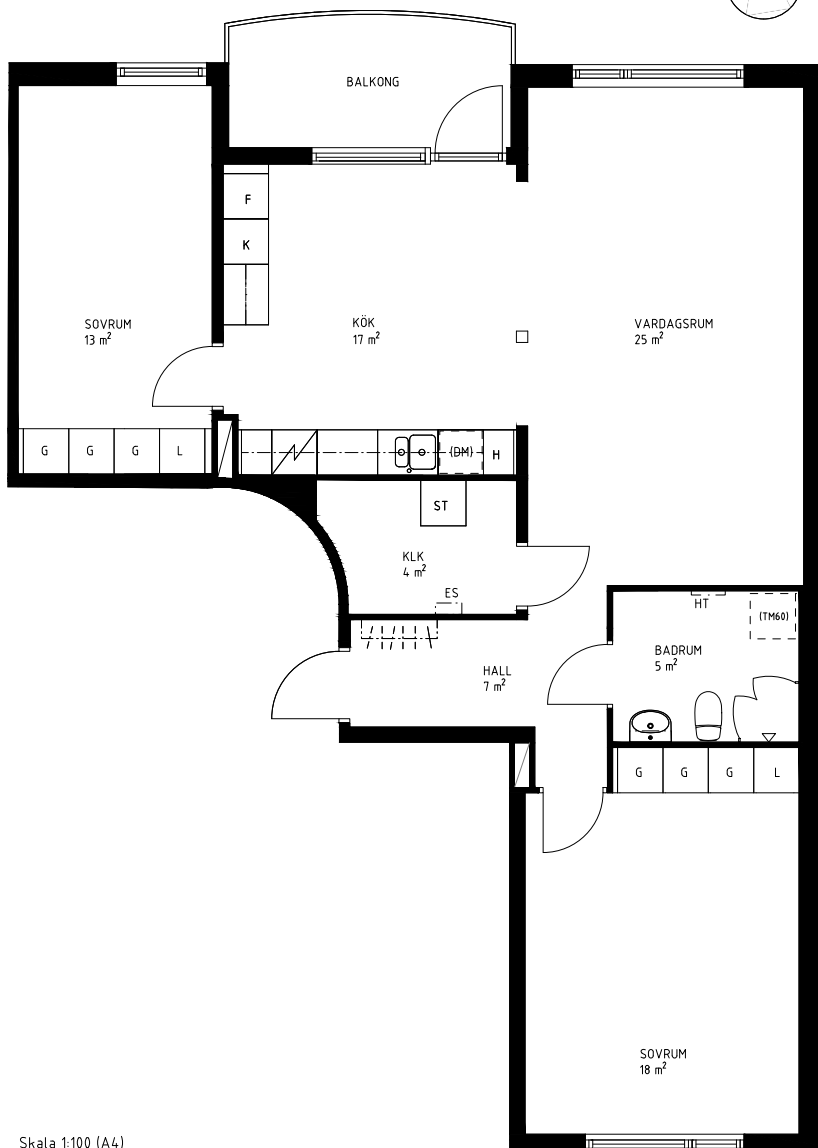 BALKONG
F
K
SOVRUM
13 m²
KÖK
17 m²
VARDAGSRUM
25 m²
G G G L
(DM) H
ST
KLK
4 m²
ES
HT
(TM60)
BADRUM
5 m²
HALL
7 m²
G G G L
SOVRUM
18 m²
Skala 1:100 (A4)